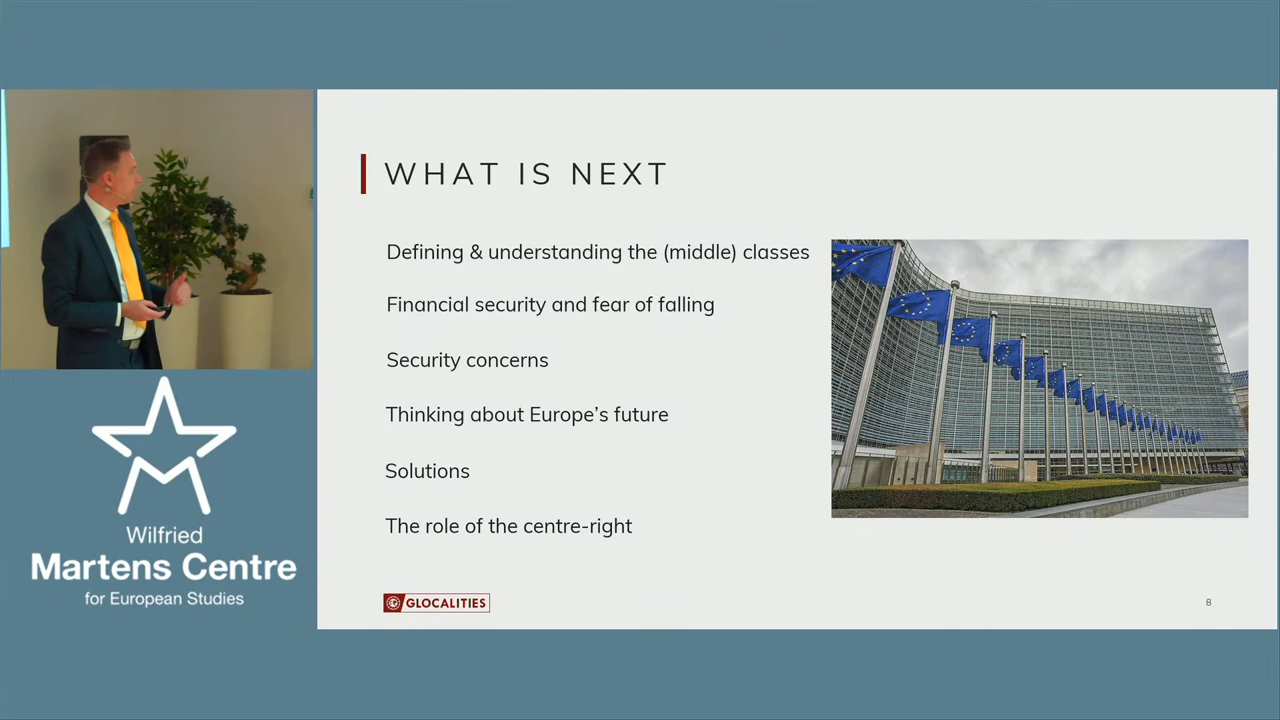 WHAT IS NEXT
Defining & understanding the (middle) classes
Financial security and fear of falling
Security concerns
Thinking about Europe’s future
Solutions
The role of the centre-right
GLOCALITIES
8
Wilfried
Martens Centre
for European Studies